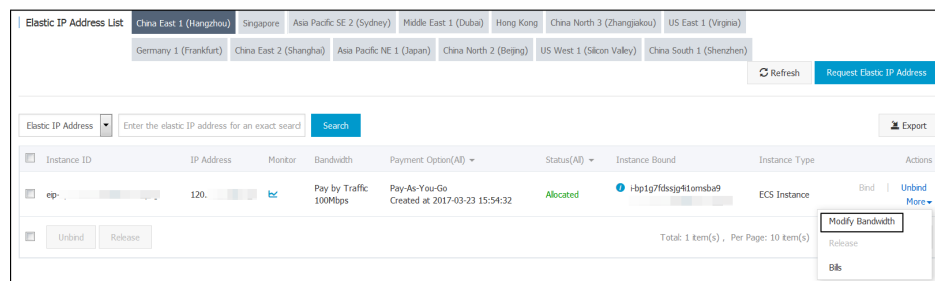 Elastic IP Address List China East 1 (Hangzhou) Singapore Asia Pacific SE 2 (Sydney) Middle East 1 (Dubai) Hong Kong China North 3 (Zhangjiakou) US East 1 (Virginia)
Germany 1 (Frankfurt) China East 2 (Shanghai) Asia Pacific NE 1 (Japan) China North 2 (Beijing) US West 1 (Silicon Valley) China South 1 (Shenzhen)
Refresh Request Elastic IP Address
Elastic IP Address Enter the elastic IP address for an exact search Search Export
Instance ID IP Address Monitor Bandwidth Payment Option(All) Status(All) Instance Bound Instance Type Actions
eip- 120. Pay by Traffic 100Mbps Pay-As-You-Go Created at 2017-03-23 15:54:32 Allocated i-bp1g7fdssjg4i1omsba9 ECS Instance Bind | Unbind
More
Modify Bandwidth
Unbind Release Total: 1 item(s) , Per Page: 10 item(s) Release
Bills